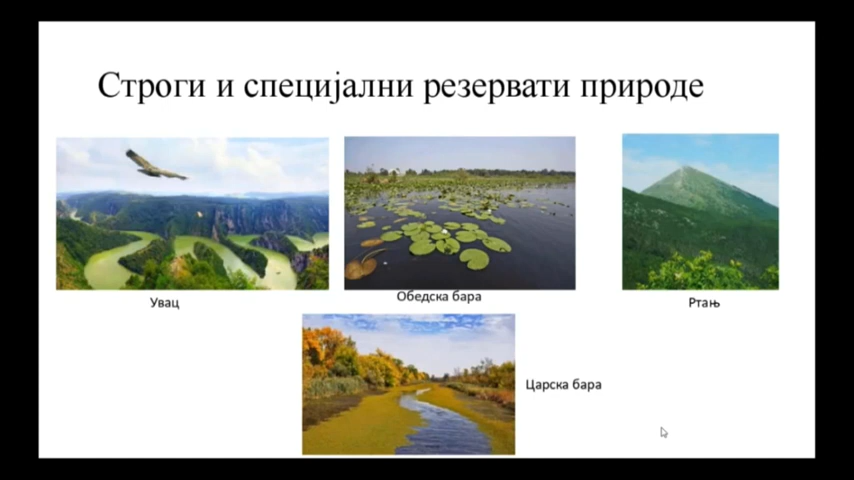 Строги и специјални резервати природе
Увац
Обедска бара
Ртањ
Царска бара